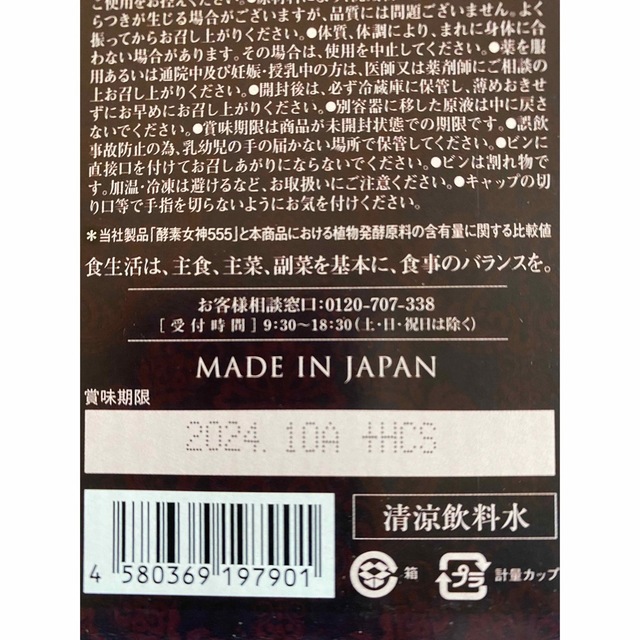 ご使用をお控えください。
らつきが生じる場合がございますが、品質には問題ございません。よく
振ってからお召し上がりください。●体質、体調により、まれに身体に合
わない場合があります。その場合は、使用を中止してください。●薬を服
用あるいは通院中及び妊娠・授乳中の方は、医師又は薬剤師にご相談の
上お召し上がりください。●開封後は、必ず冷蔵庫に保管し、薄めおきせ
ずにお早めにお召し上がりください。●別容器に移した原液は中に戻さ
ないでください。●賞味期限は商品が未開封状態での期限です。●誤飲
事故防止の為、乳幼児の手の届かない場所で保管してください。●ビンに
直接口を付けてお召しあがりにならないでください。●ビンは割れ物で
す。加温・冷凍は避けるなど、お取扱いにご注意ください。●キャップの切
り口等で手指を切らないようにお気を付けください。
＊当社製品「酵素女神555」と本商品における植物発酵原料の含有量に関する比較値
食生活は、主食、主菜、副菜を基本に、食事のバランスを。
お客様相談窓口:0120-707-338
[受付時間] 9:30〜18:30(土・日・祝日は除く)
MADE IN JAPAN
賞味期限
2024.10A ＋HCS
清涼飲料水
箱 プラ 計量カップ
4 580369 197901